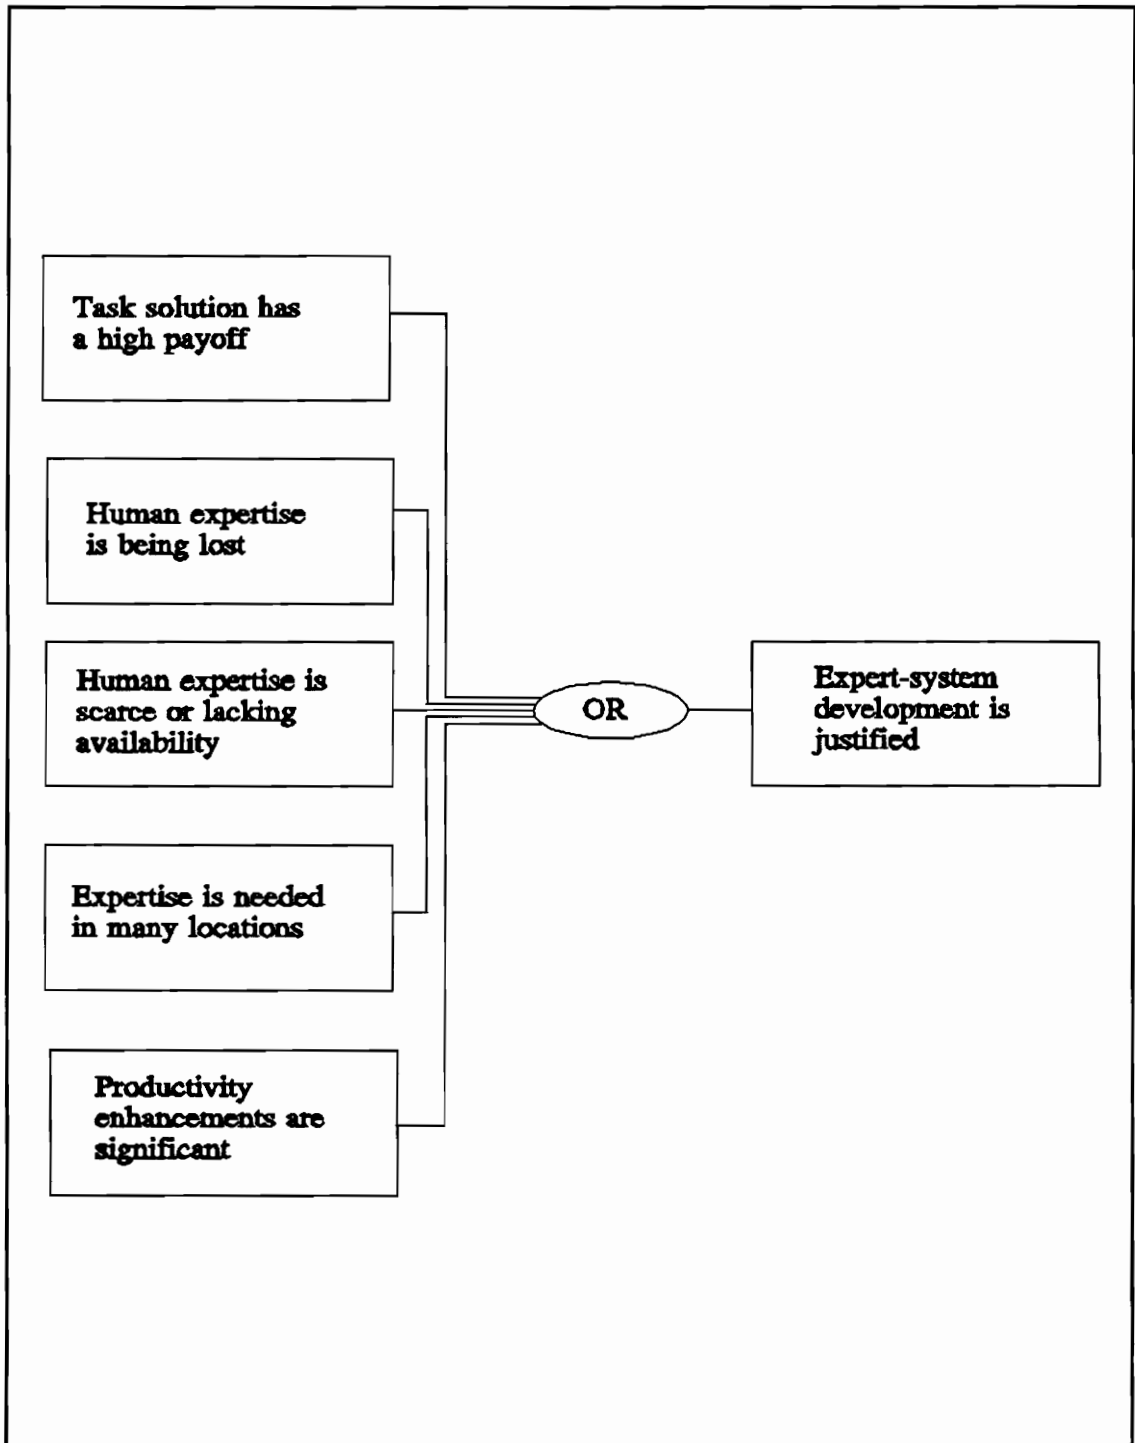 Task solution has
a high payoff
Human expertise
is being lost
Human expertise is
scarce or lacking
availability
Expertise is needed
in many locations
Productivity
enhancements are
significant
OR
Expert-system
development is
justified